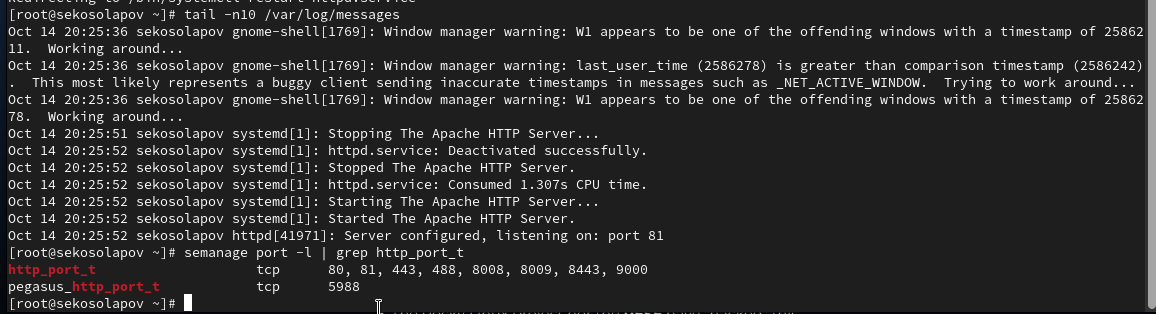 Redirecting to /bin/systemctl restart httpd.service
[root@sekosolapov ~]# tail -n10 /var/log/messages
Oct 14 20:25:36 sekosolapov gnome-shell[1769]: Window manager warning: W1 appears to be one of the offending windows with a timestamp of 25862
11.  Working around...
Oct 14 20:25:36 sekosolapov gnome-shell[1769]: Window manager warning: last_user_time (2586278) is greater than comparison timestamp (2586242)
.  This most likely represents a buggy client sending inaccurate timestamps in messages such as _NET_ACTIVE_WINDOW.  Trying to work around...
Oct 14 20:25:36 sekosolapov gnome-shell[1769]: Window manager warning: W1 appears to be one of the offending windows with a timestamp of 25862
78.  Working around...
Oct 14 20:25:51 sekosolapov systemd[1]: Stopping The Apache HTTP Server...
Oct 14 20:25:52 sekosolapov systemd[1]: httpd.service: Deactivated successfully.
Oct 14 20:25:52 sekosolapov systemd[1]: Stopped The Apache HTTP Server.
Oct 14 20:25:52 sekosolapov systemd[1]: httpd.service: Consumed 1.307s CPU time.
Oct 14 20:25:52 sekosolapov systemd[1]: Starting The Apache HTTP Server...
Oct 14 20:25:52 sekosolapov systemd[1]: Started The Apache HTTP Server.
Oct 14 20:25:52 sekosolapov httpd[41971]: Server configured, listening on: port 81
[root@sekosolapov ~]# semanage port -l | grep http_port_t
http_port_t                    tcp      80, 81, 443, 488, 8008, 8009, 8443, 9000
pegasus_http_port_t            tcp      5988
[root@sekosolapov ~]#